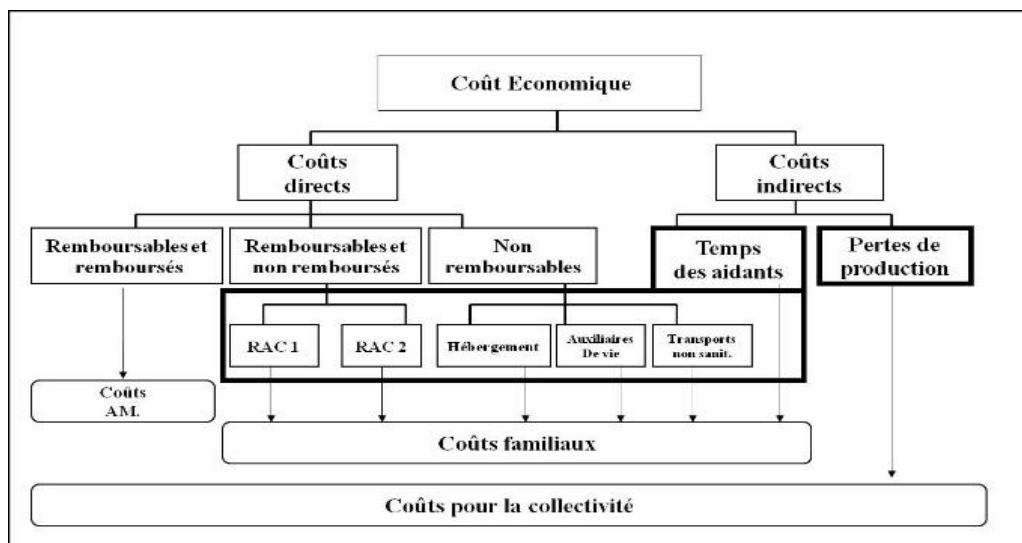 Coût Economique
Coûts
directs
Coûts
indirects
Remboursables et
remboursés
Remboursables et
non remboursés
Non
remboursables
Temps
des aidants
Pertes de
production
RAC 1
RAC 2
Hébergement
Auxiliaires
De vie
Transports
non sanit.
Coûts
AM.
Coûts familiaux
Coûts pour la collectivité